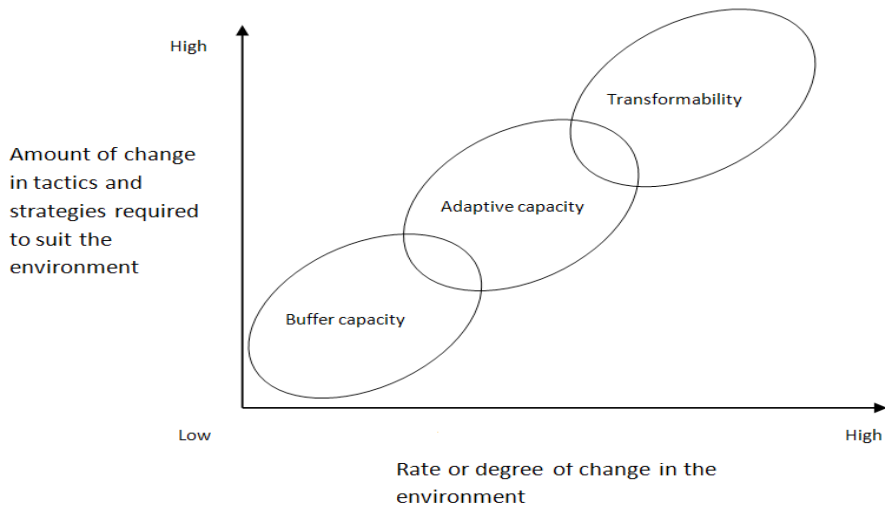 High
Transformability
Amount of change
in tactics and
strategies required
to suit the
environment
Adaptive capacity
Buffer capacity
Low
High
Rate or degree of change in the
environment